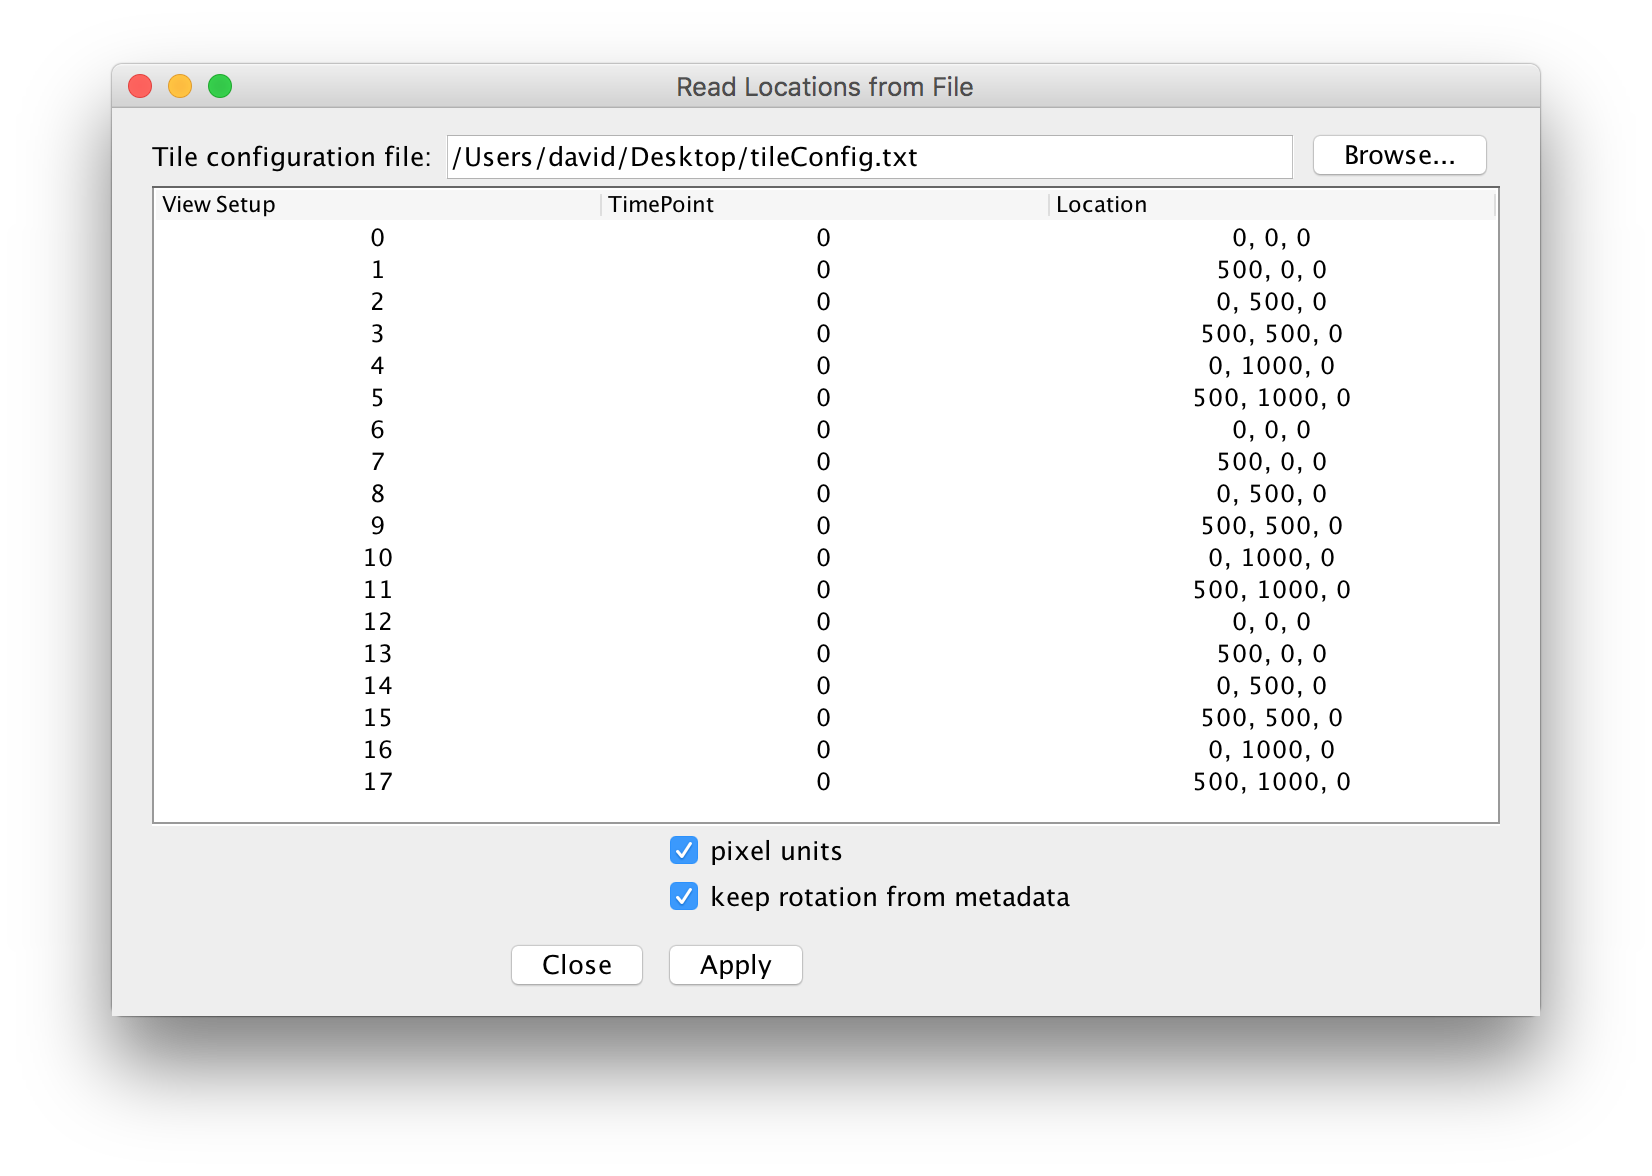 Read Locations from File
Tile configuration file: /Users/david/Desktop/tileConfig.txt Browse...
View Setup TimePoint Location
0 0 0, 0, 0
1 0 500, 0, 0
2 0 0, 500, 0
3 0 500, 500, 0
4 0 0, 1000, 0
5 0 500, 1000, 0
6 0 0, 0, 0
7 0 500, 0, 0
8 0 0, 500, 0
9 0 500, 500, 0
10 0 0, 1000, 0
11 0 500, 1000, 0
12 0 0, 0, 0
13 0 500, 0, 0
14 0 0, 500, 0
15 0 500, 500, 0
16 0 0, 1000, 0
17 0 500, 1000, 0
pixel units
keep rotation from metadata
Close Apply